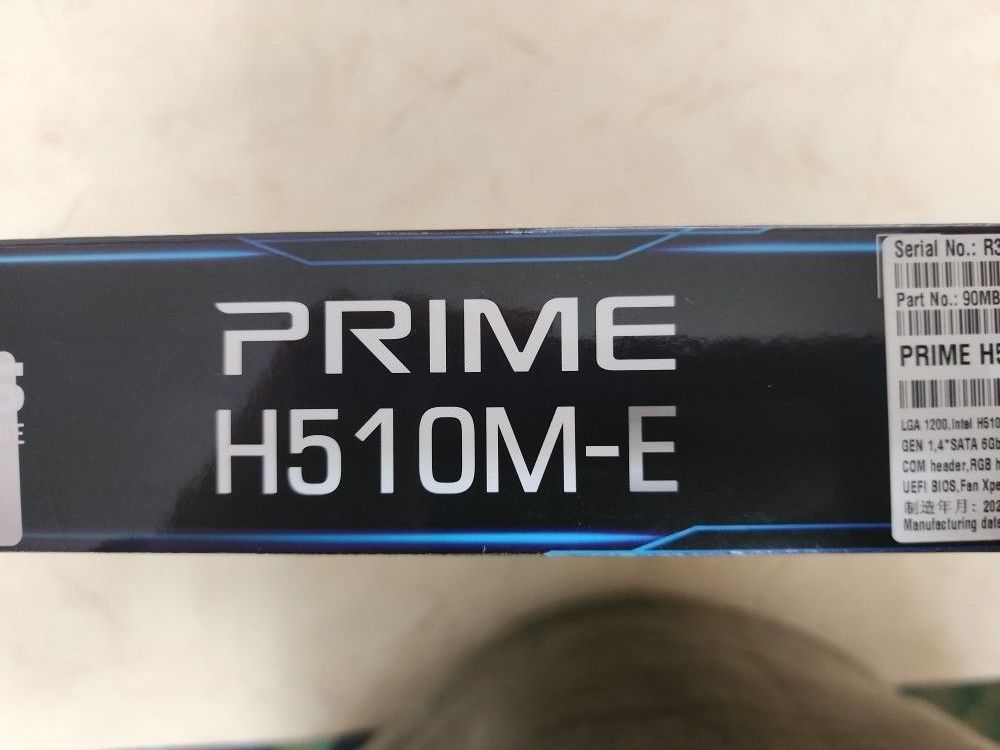 PRIME
H510M-E
Serial No.: R3
Part No.: 90MB
PRIME H5
LGA 1200,Intel H510
GEN 1,4*SATA 6Gb
COM header,RGB h
UEFI BIOS,Fan Xpe
制造年月: 202
Manufacturing date
S
E